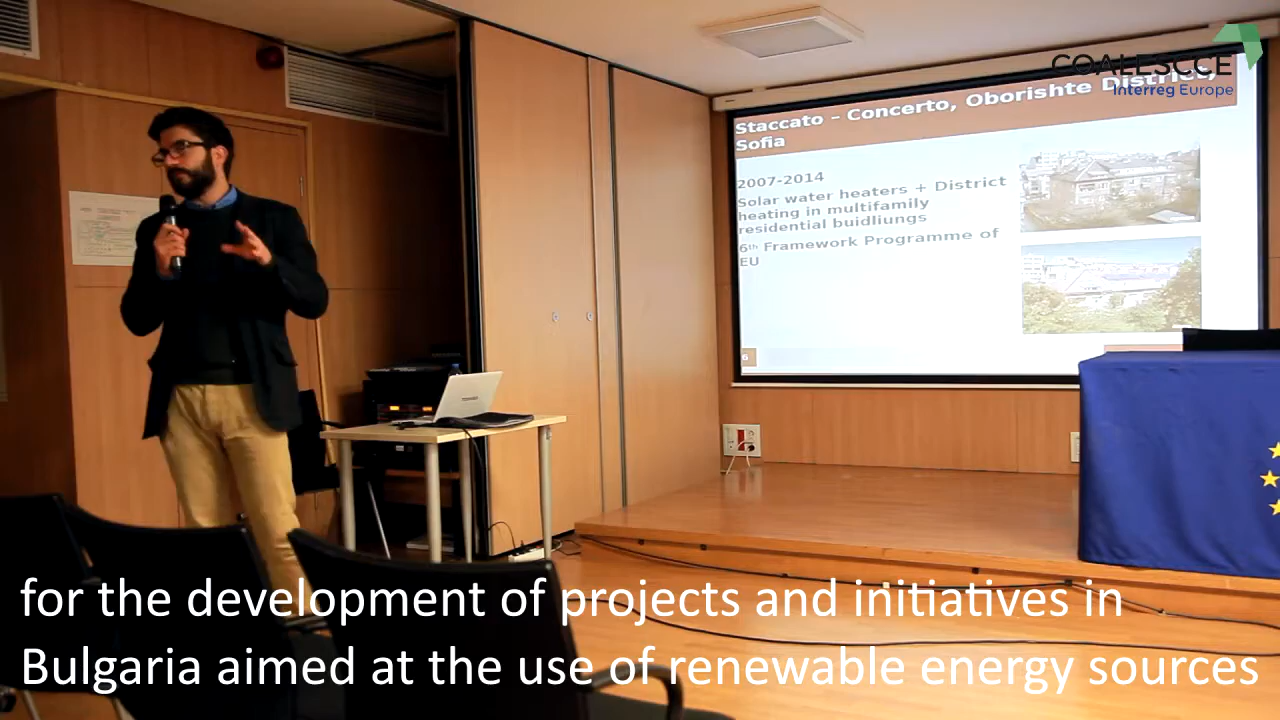 COALESCCE
Interreg Europe
Staccato – Concerto, Oborishte District,
Sofia
2007-2014
Solar water heaters + District
heating in multifamily
residential buidliungs
6th Framework Programme of
EU
6
TOSHIBA
for the development of projects and initiatives in
Bulgaria aimed at the use of renewable energy sources